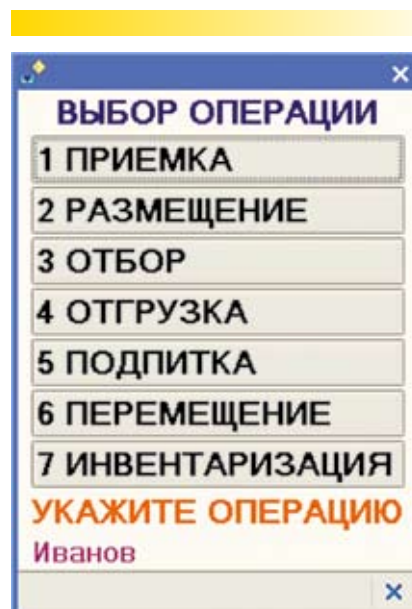 ВЫБОР ОПЕРАЦИИ
1 ПРИЕМКА
2 РАЗМЕЩЕНИЕ
3 ОТБОР
4 ОТГРУЗКА
5 ПОДПИТКА
6 ПЕРЕМЕЩЕНИЕ
7 ИНВЕНТАРИЗАЦИЯ
УКАЖИТЕ ОПЕРАЦИЮ
Иванов